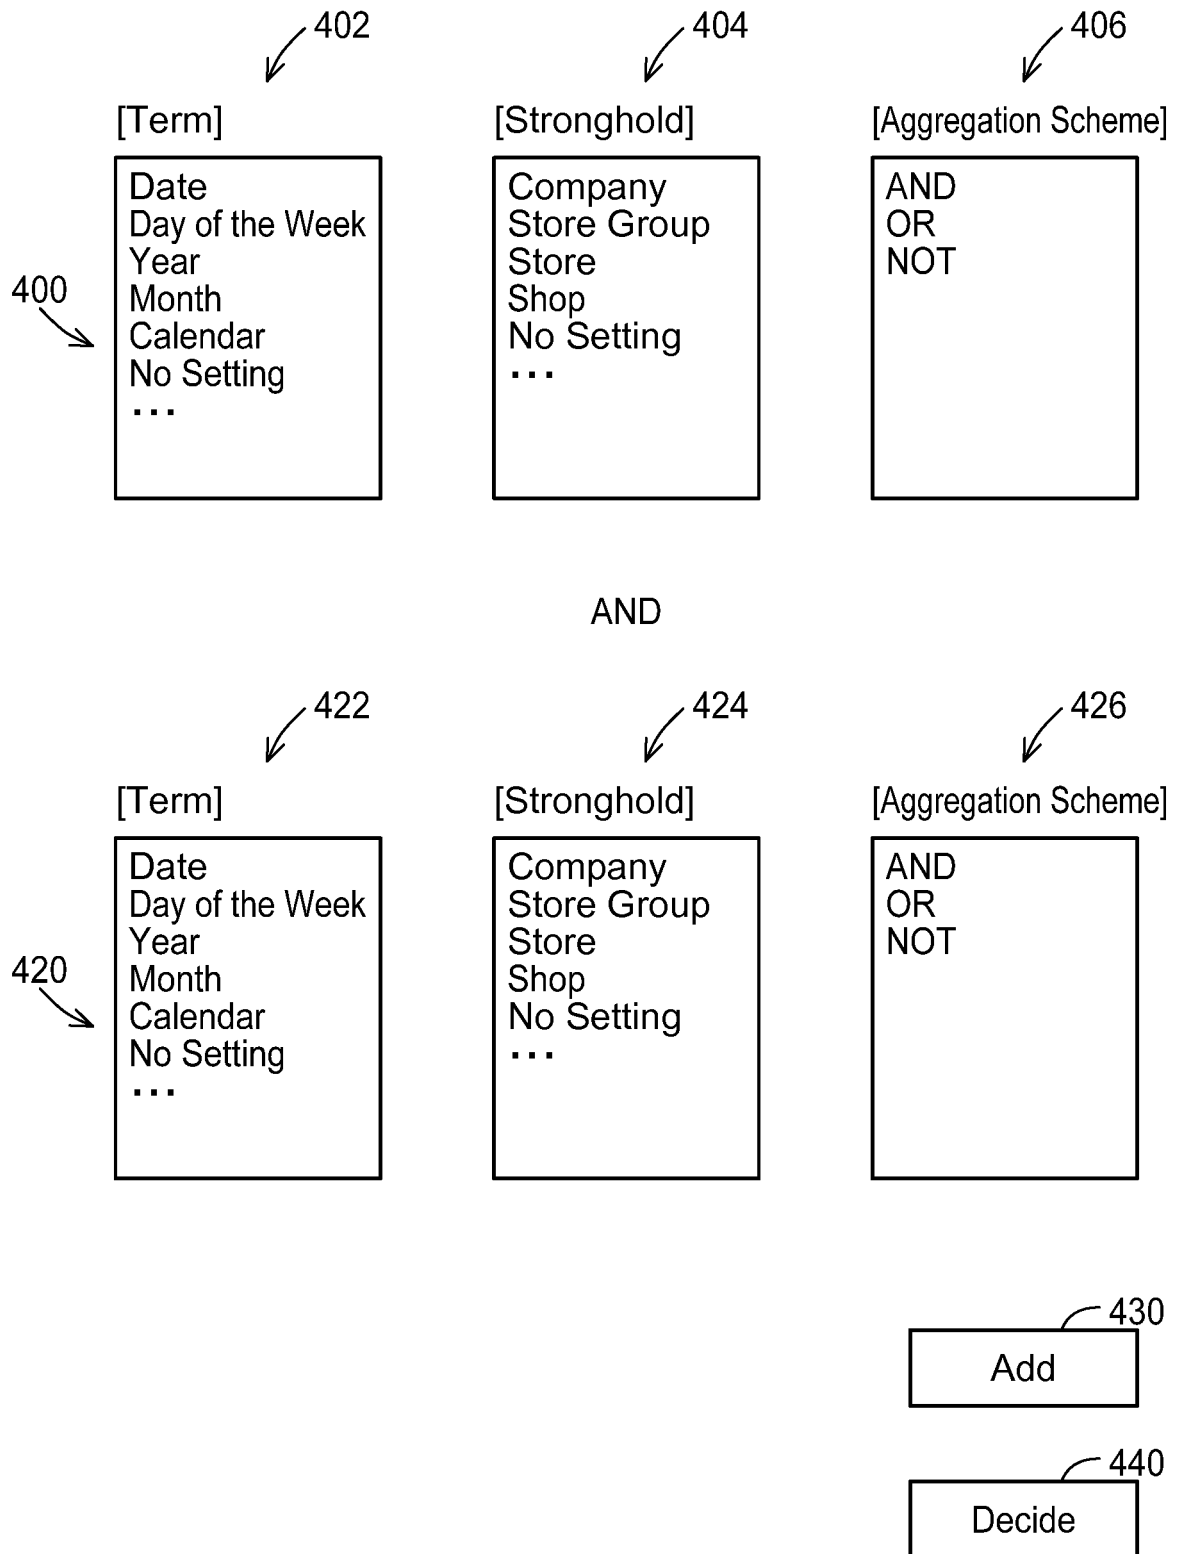 402
404
406
[Term]
[Stronghold]
[Aggregation Scheme]
400
Date
Day of the Week
Year
Month
Calendar
No Setting
...
Company
Store Group
Store
Shop
No Setting
...
AND
OR
NOT
AND
422
424
426
[Term]
[Stronghold]
[Aggregation Scheme]
420
Date
Day of the Week
Year
Month
Calendar
No Setting
...
Company
Store Group
Store
Shop
No Setting
...
AND
OR
NOT
430
Add
440
Decide